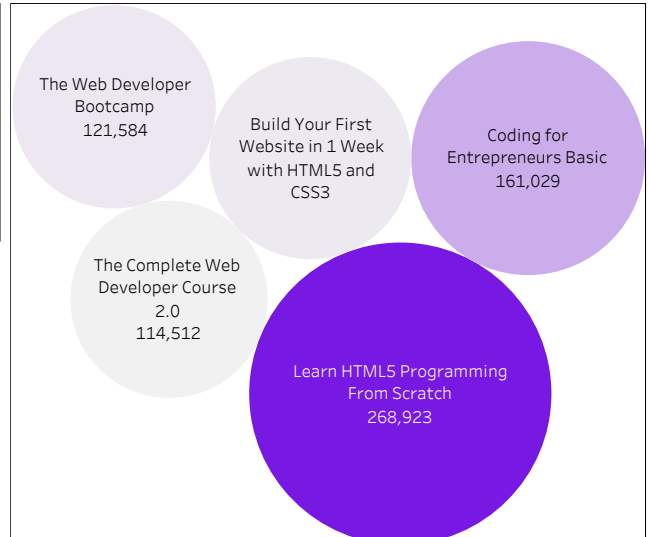 The Web Developer
Bootcamp
121,584
Build Your First
Website in 1 Week
with HTML5 and
CSS3
Coding for
Entrepreneurs Basic
161,029
The Complete Web
Developer Course
2.0
114,512
Learn HTML5 Programming
From Scratch
268,923